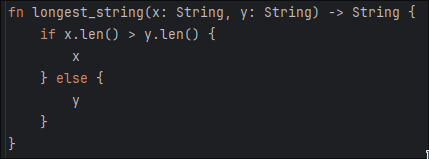 fn longest_string(x: String, y: String) -> String {
    if x.len() > y.len() {
        x
    } else {
        y
    }
}